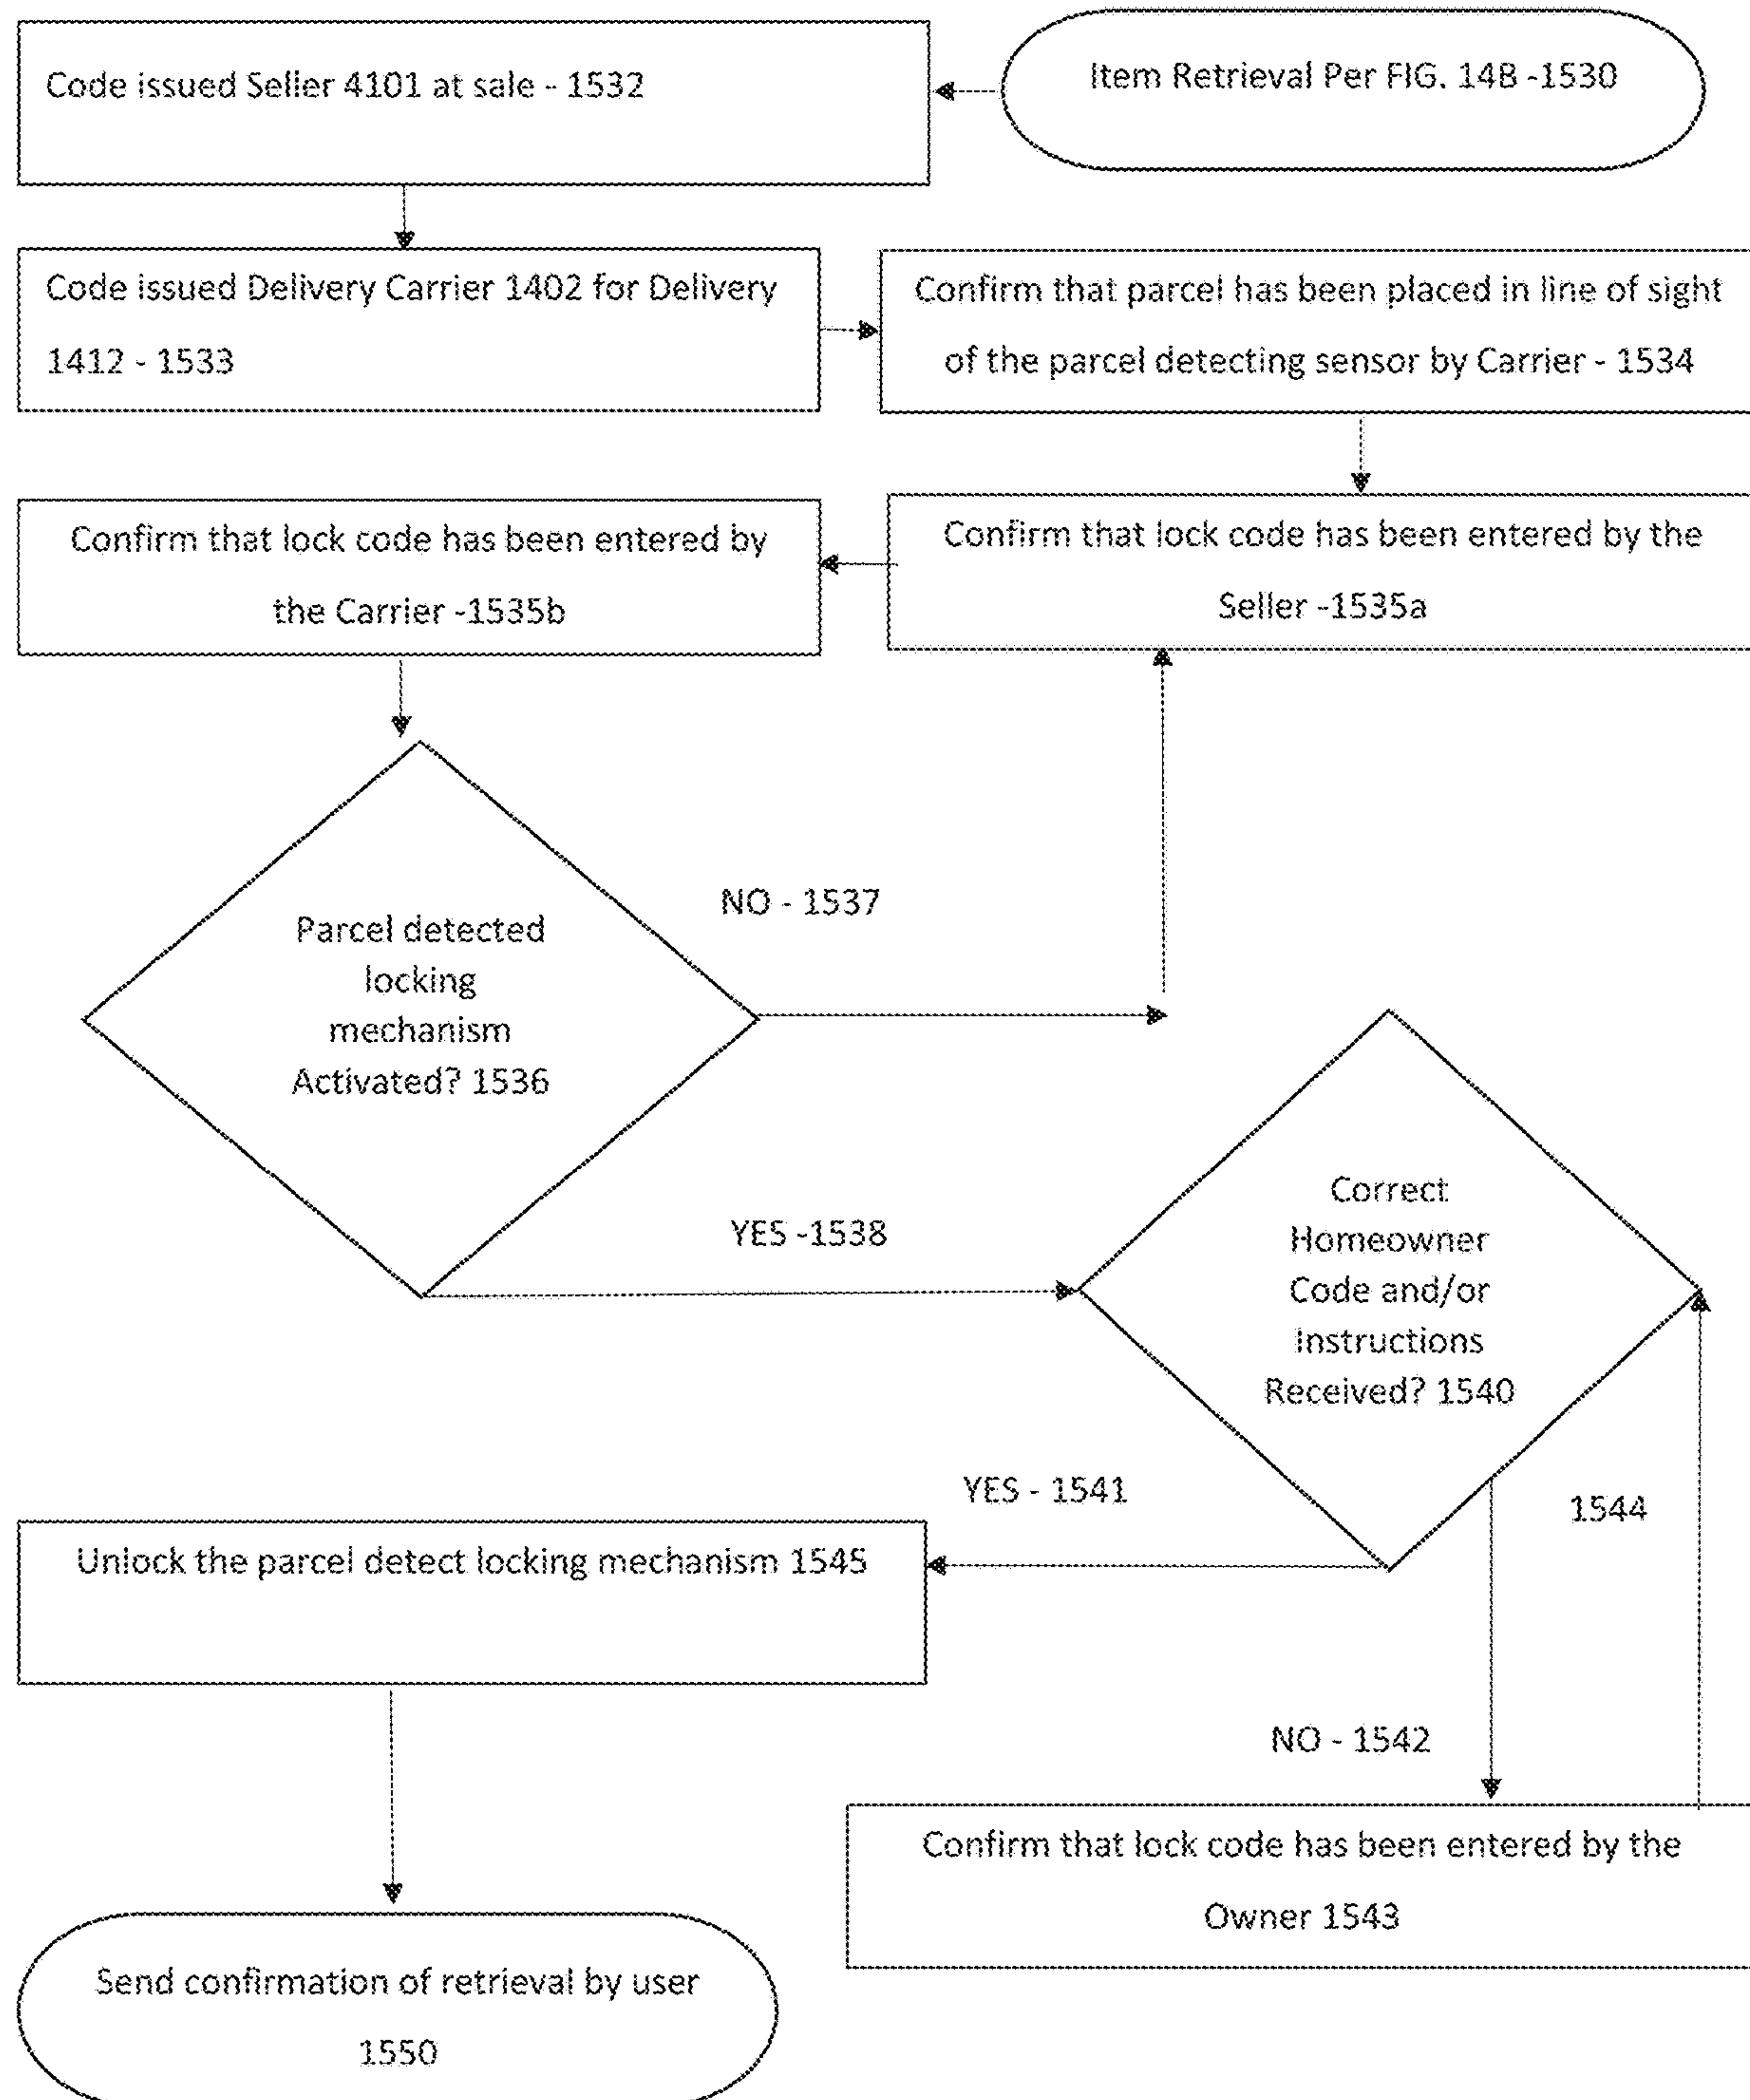 Item Retrieval Per FIG. 14B -1530
Code issued Seller 4101 at sale - 1532
Code issued Delivery Carrier 1402 for Delivery
1412 - 1533
Confirm that parcel has been placed in line of sight
of the parcel detecting sensor by Carrier - 1534
Confirm that lock code has been entered by the
Seller -1535a
Confirm that lock code has been entered by
the Carrier -1535b
Parcel detected
locking
mechanism
Activated? 1536
NO - 1537
YES -1538
Correct
Homeowner
Code and/or
Instructions
Received? 1540
YES - 1541
1544
Unlock the parcel detect locking mechanism 1545
NO - 1542
Confirm that lock code has been entered by the
Owner 1543
Send confirmation of retrieval by user
1550